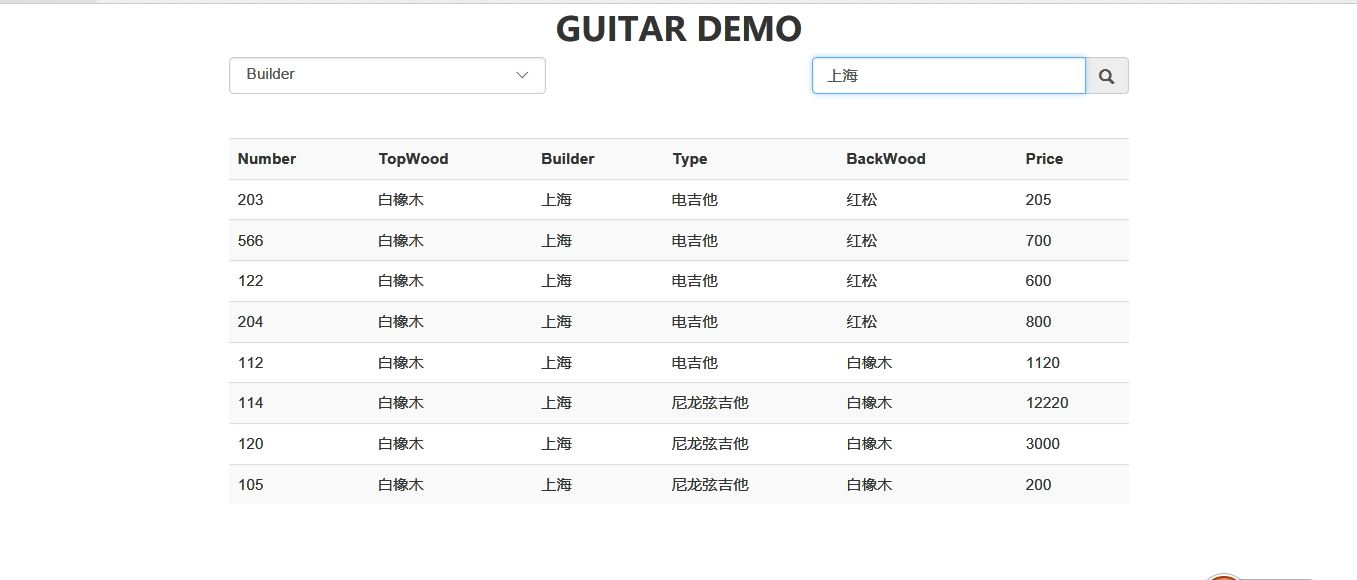 GUITAR DEMO
Builder 上海
Number TopWood Builder Type BackWood Price
203 白橡木 上海 电吉他 红松 205
566 白橡木 上海 电吉他 红松 700
122 白橡木 上海 电吉他 红松 600
204 白橡木 上海 电吉他 红松 800
112 白橡木 上海 电吉他 白橡木 1120
114 白橡木 上海 尼龙弦吉他 白橡木 12220
120 白橡木 上海 尼龙弦吉他 白橡木 3000
105 白橡木 上海 尼龙弦吉他 白橡木 200